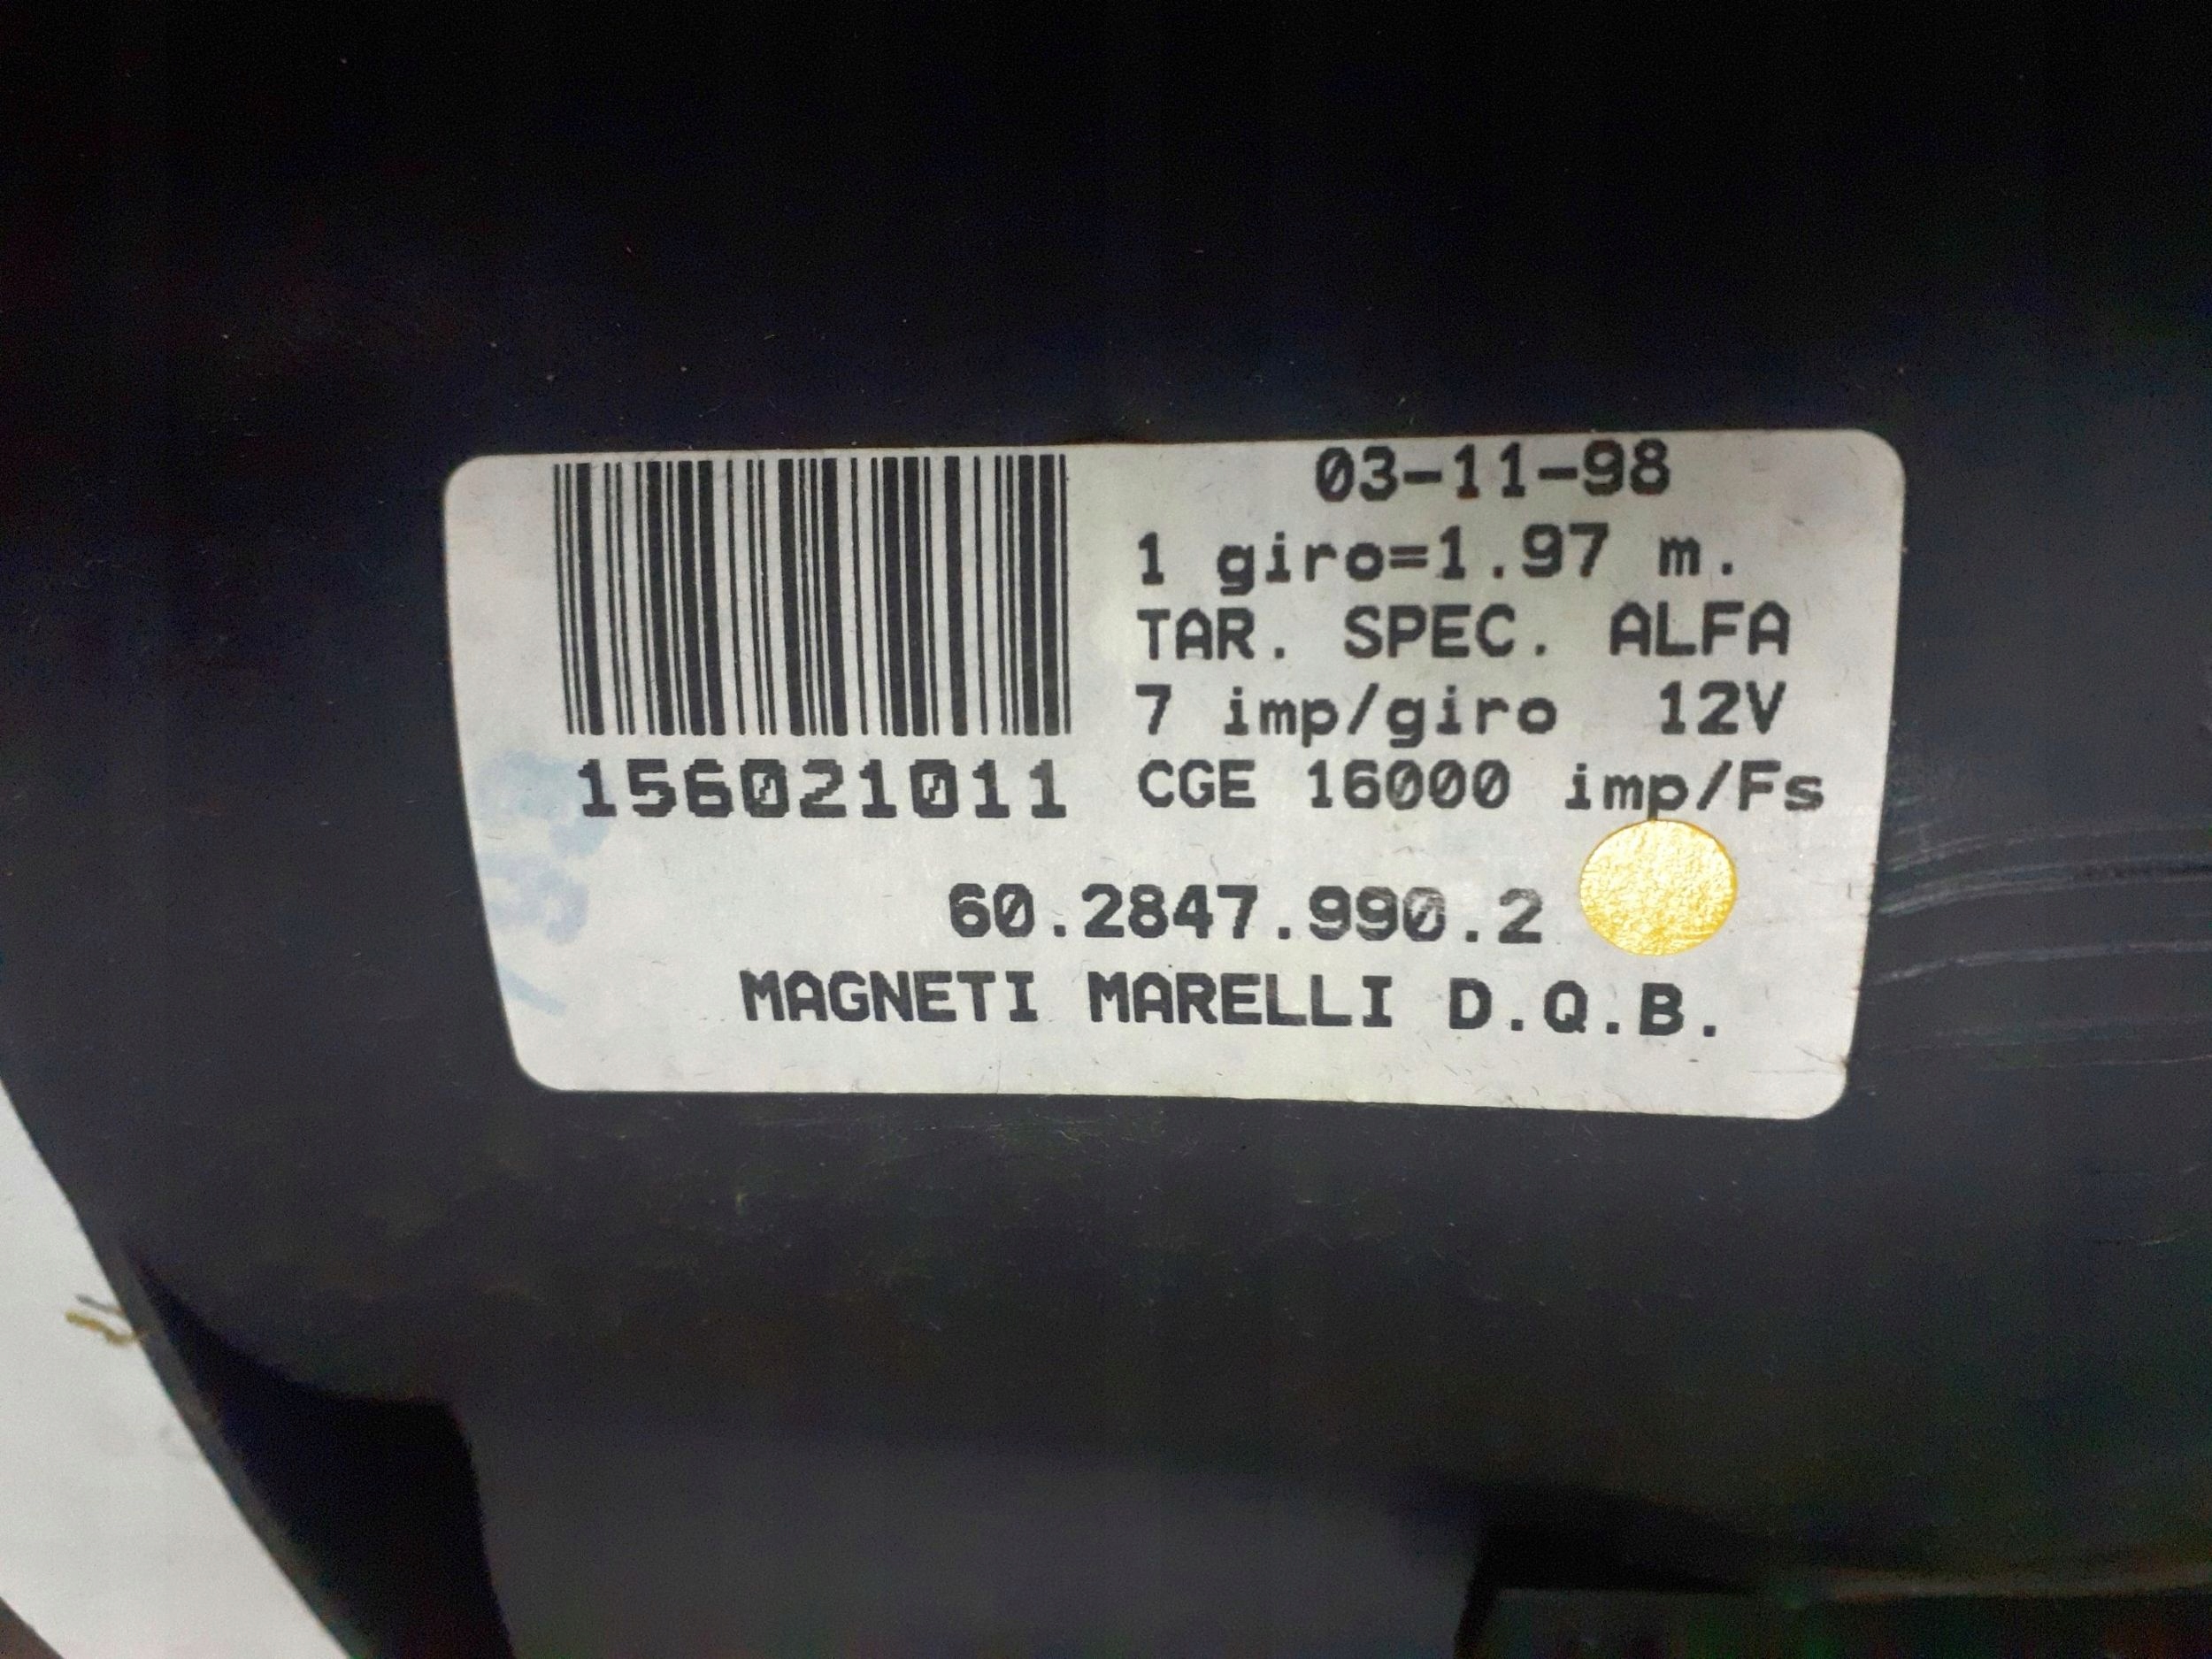 03-11-98
1 giro=1.97 m.
TAR. SPEC. ALFA
7 imp/giro 12V
156021011
CGE 16000 imp/Fs
60.2847.990.2
MAGNETI MARELLI D.Q.B.